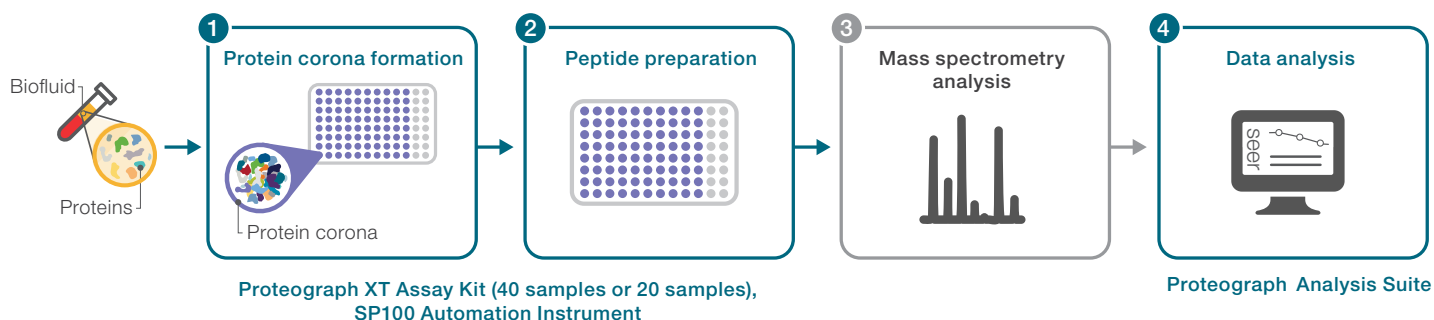 Biofluid
Proteins
1
Protein corona formation
Protein corona
2
Peptide preparation
3
Mass spectrometry
analysis
4
Data analysis
seer
Proteograph XT Assay Kit (40 samples or 20 samples),
SP100 Automation Instrument
Proteograph Analysis Suite